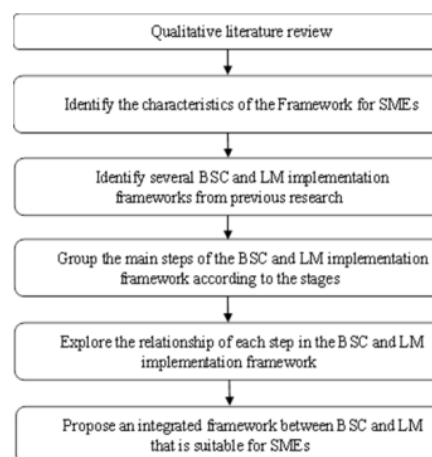 Qualitative literature review
Identify the characteristics of the Framework for SMEs
Identify several BSC and LM implementation
frameworks from previous research
Group the main steps of the BSC and LM implementation
framework according to the stages
Explore the relationship of each step in the BSC and LM
implementation framework
Propose an integrated framework between BSC and LM
that is suitable for SMEs